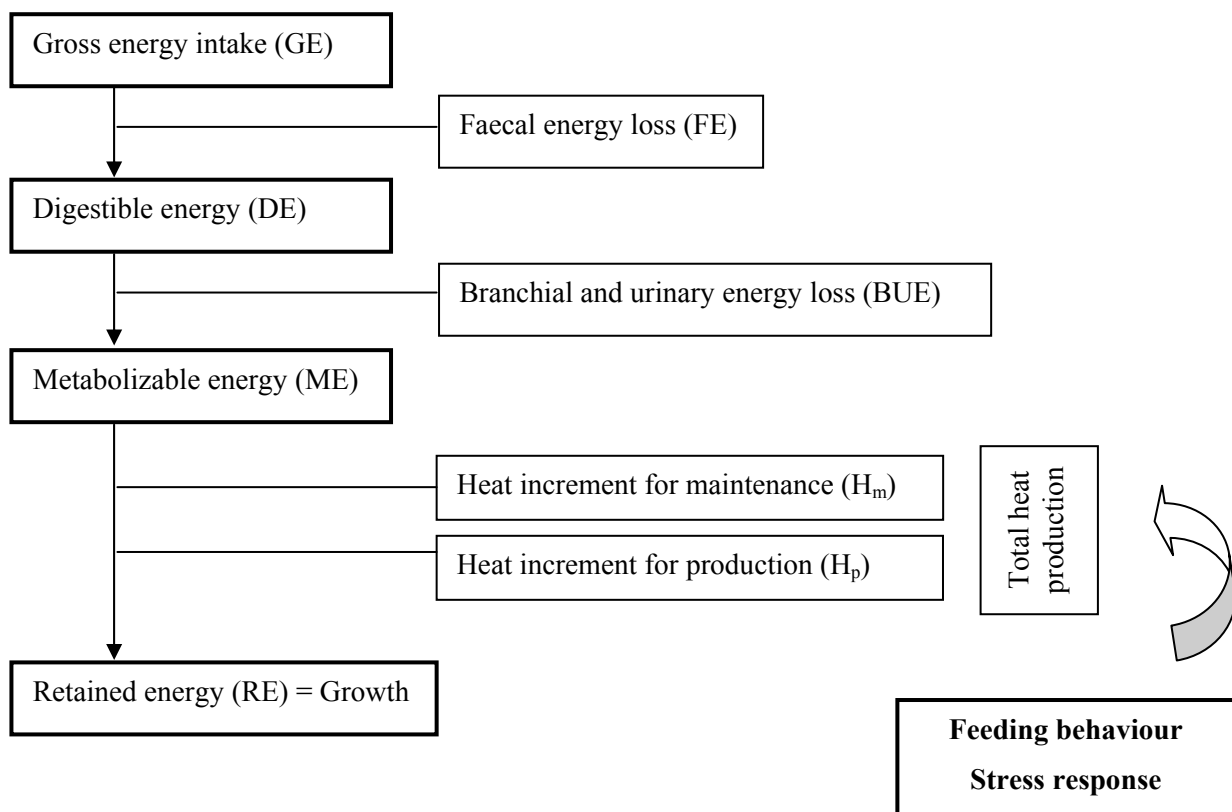 Gross energy intake (GE)
Faecal energy loss (FE)
Digestible energy (DE)
Branchial and urinary energy loss (BUE)
Metabolizable energy (ME)
Heat increment for maintenance (Hₘ)
Heat increment for production (Hₚ)
Total heat
production
Retained energy (RE) = Growth
Feeding behaviour
Stress response